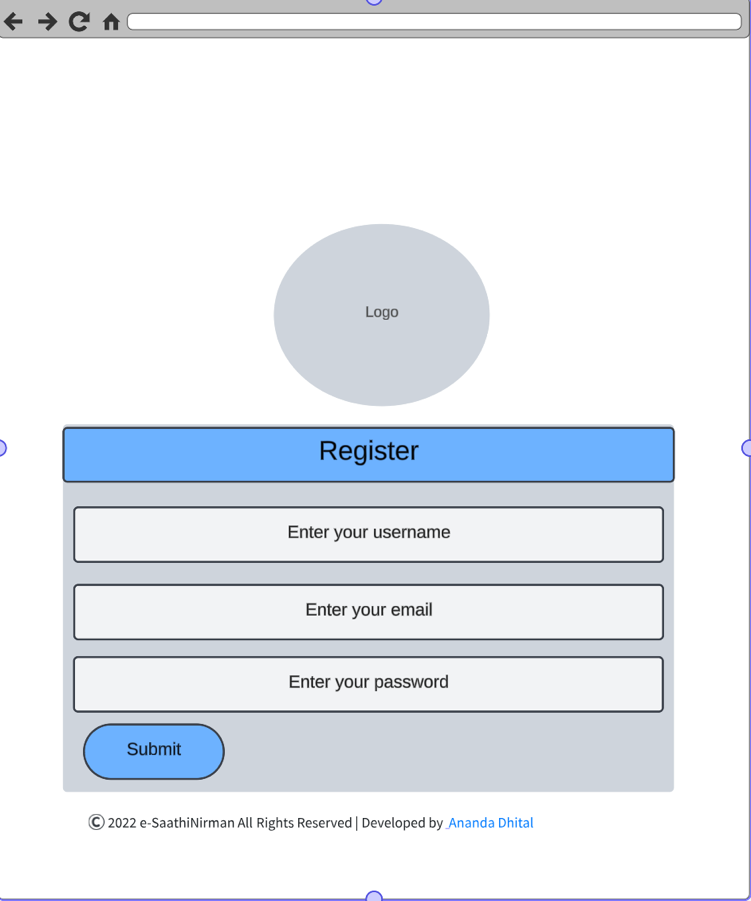 Logo
Register
Enter your username
Enter your email
Enter your password
Submit
© 2022 e-SaathiNirman All Rights Reserved | Developed by Ananda Dhital